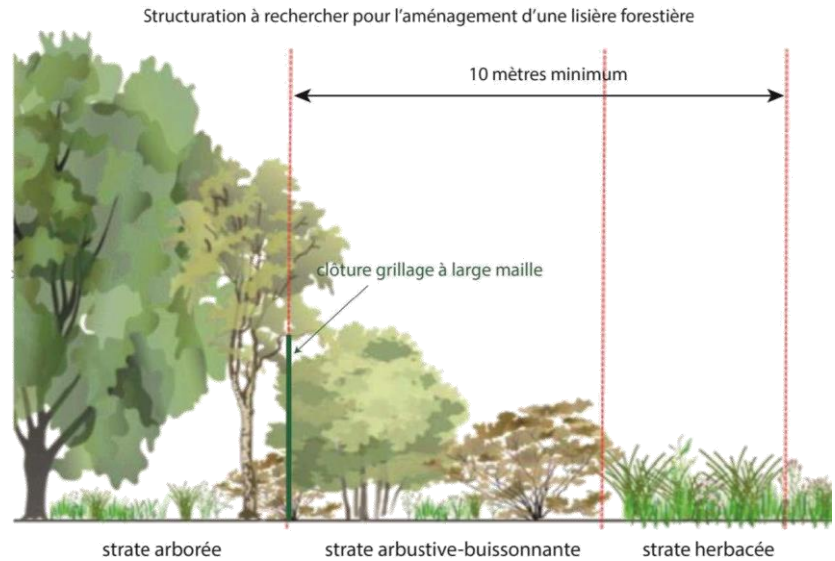 Structuration à rechercher pour l'aménagement d'une lisière forestière
10 mètres minimum
clôture grillage à large maille
strate arborée
strate arbustive-buissonnante
strate herbacée